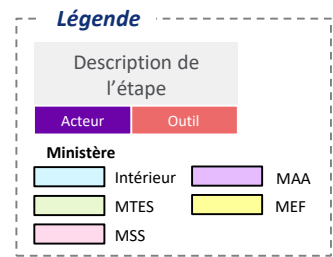 Légende
Description de
l’étape
Acteur Outil
Ministère
Intérieur MAA
MTES MEF
MSS